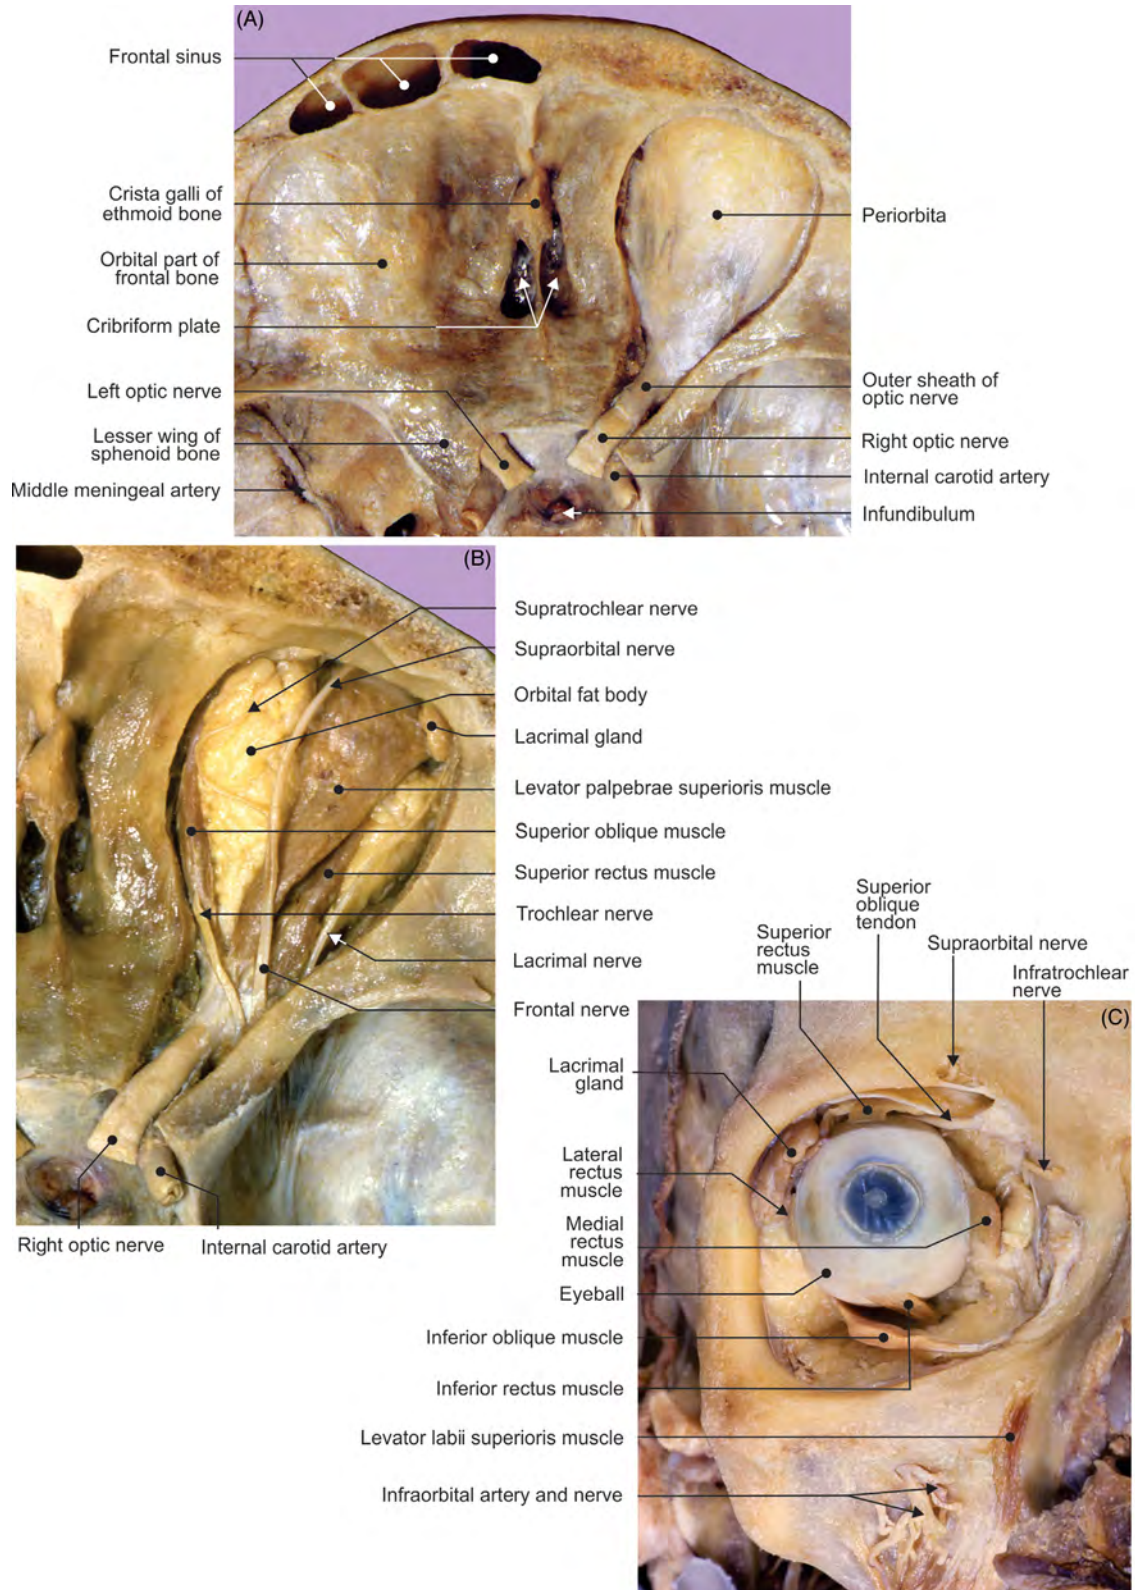 (A)
Frontal sinus
Crista galli of
ethmoid bone
Orbital part of
frontal bone
Cribriform plate
Left optic nerve
Lesser wing of
sphenoid bone
Middle meningeal artery
Periorbita
Outer sheath of
optic nerve
Right optic nerve
Internal carotid artery
Infundibulum
(B)
Supratrochlear nerve
Supraorbital nerve
Orbital fat body
Lacrimal gland
Levator palpebrae superioris muscle
Superior oblique muscle
Superior rectus muscle
Trochlear nerve
Lacrimal nerve
Frontal nerve
Right optic nerve
Internal carotid artery
(C)
Superior
oblique
tendon
Superior
rectus
muscle
Supraorbital nerve
Infratrochlear
nerve
Lacrimal
gland
Lateral
rectus
muscle
Medial
rectus
muscle
Eyeball
Inferior oblique muscle
Inferior rectus muscle
Levator labii superioris muscle
Infraorbital artery and nerve